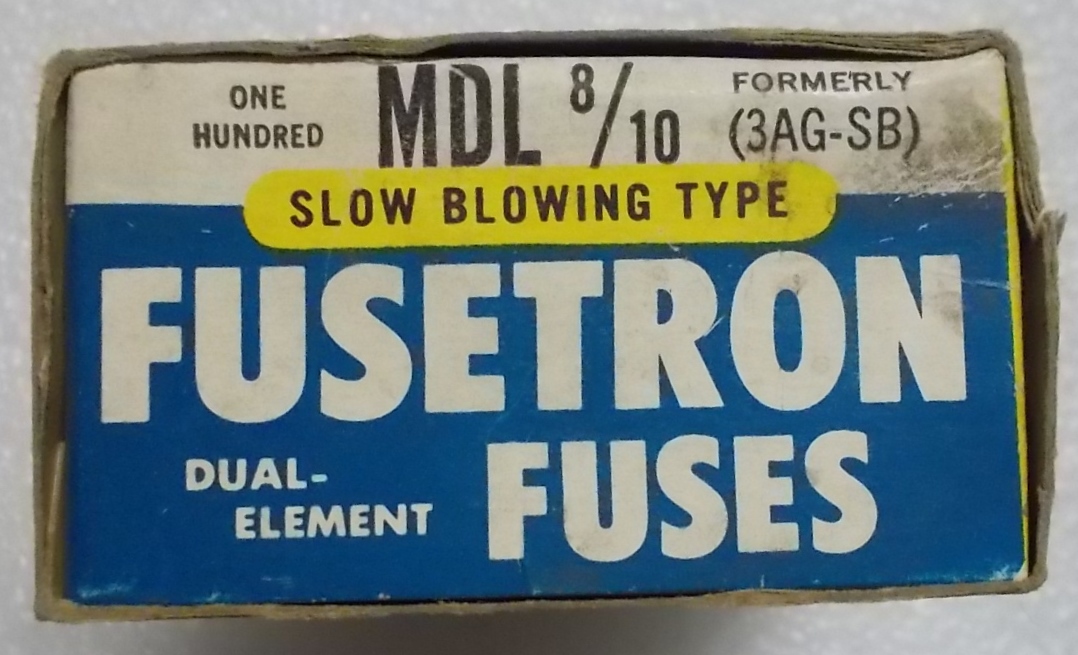 ONE HUNDRED
MDL 8/10
FORMERLY (3AG-SB)
SLOW BLOWING TYPE
FUSETRON
DUAL-ELEMENT
FUSES